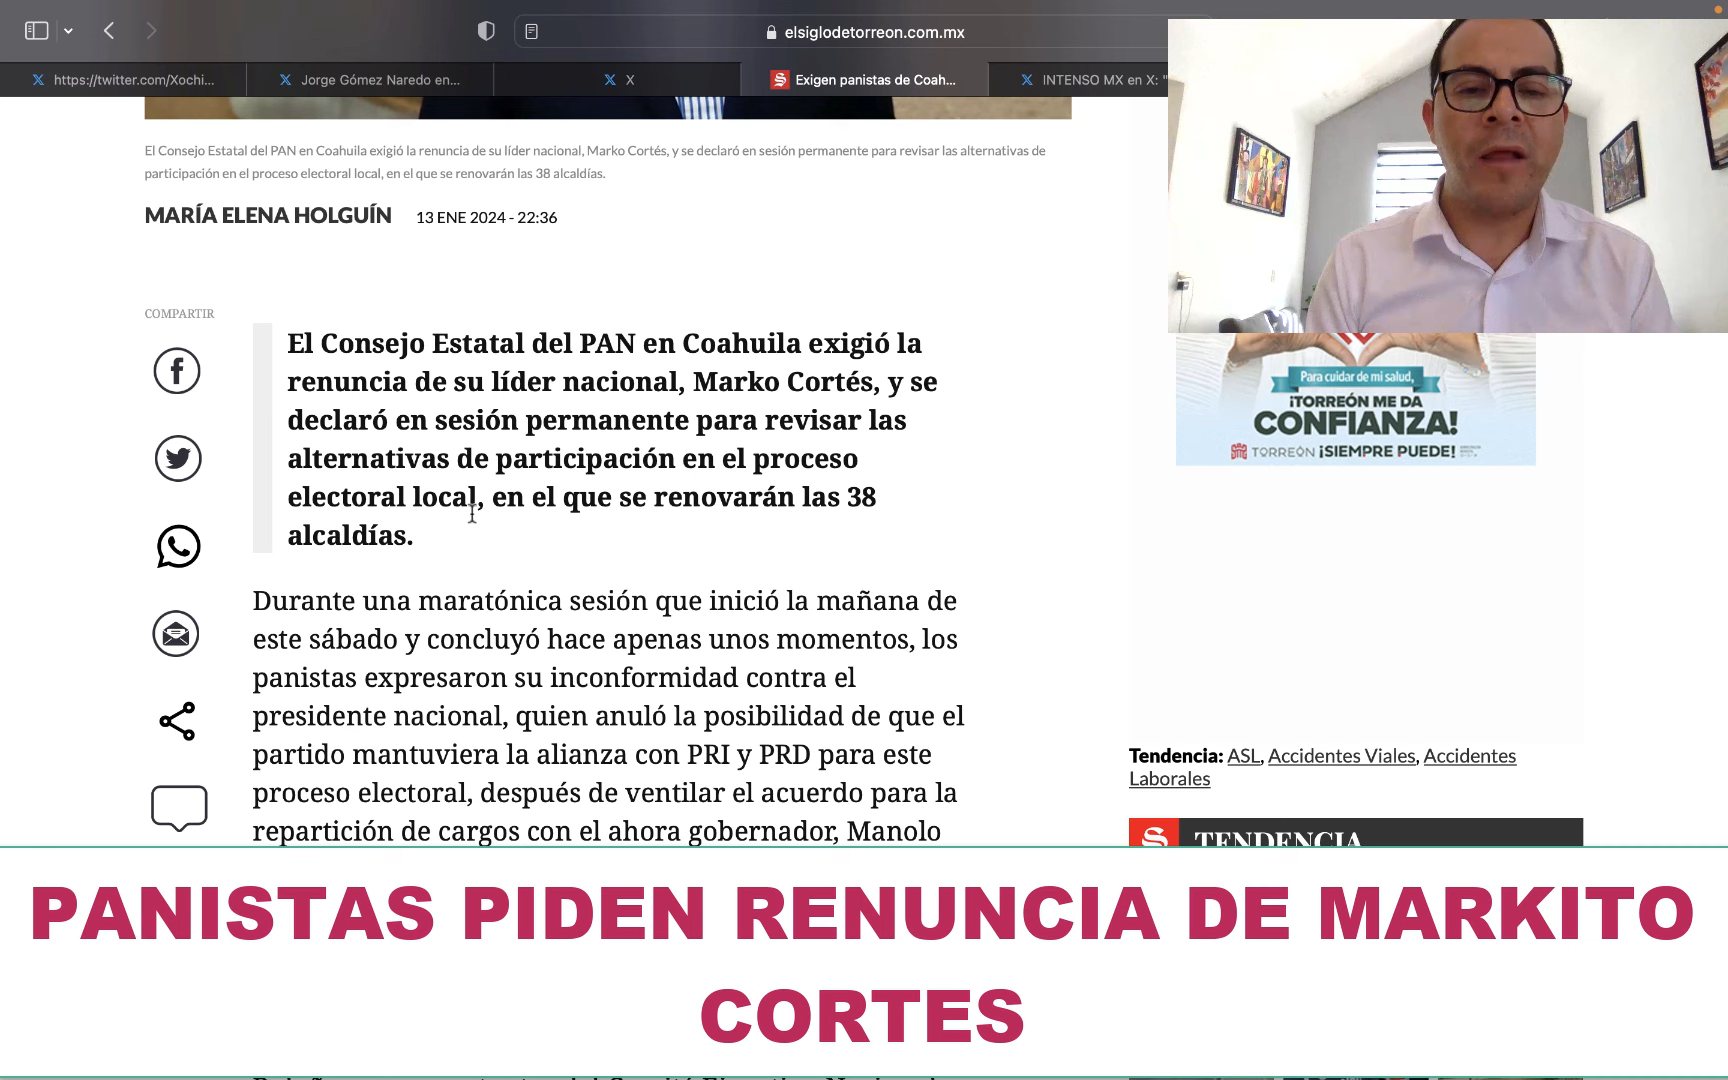 elsiglodetorreon.com.mx
https://twitter.com/Xochi...
Jorge Gómez Naredo en...
X
Exigen panistas de Coah...
INTENSO MX en X: "
El Consejo Estatal del PAN en Coahuila exigió la renuncia de su líder nacional, Marko Cortés, y se declaró en sesión permanente para revisar las alternativas de
participación en el proceso electoral local, en el que se renovarán las 38 alcaldías.
MARÍA ELENA HOLGUÍN 13 ENE 2024 - 22:36
COMPARTIR
El Consejo Estatal del PAN en Coahuila exigió la
renuncia de su líder nacional, Marko Cortés, y se
declaró en sesión permanente para revisar las
alternativas de participación en el proceso
electoral local, en el que se renovarán las 38
alcaldías.
Durante una maratónica sesión que inició la mañana de
este sábado y concluyó hace apenas unos momentos, los
panistas expresaron su inconformidad contra el
presidente nacional, quien anuló la posibilidad de que el
partido mantuviera la alianza con PRI y PRD para este
proceso electoral, después de ventilar el acuerdo para la
repartición de cargos con el ahora gobernador, Manolo
Para cuidar de mi salud,
¡TORREÓN ME DA
CONFIANZA!
TORREÓN ¡SIEMPRE PUEDE!
Tendencia: ASL, Accidentes Viales, Accidentes
Laborales
TENDENCIA
PANISTAS PIDEN RENUNCIA DE MARKITO
CORTES